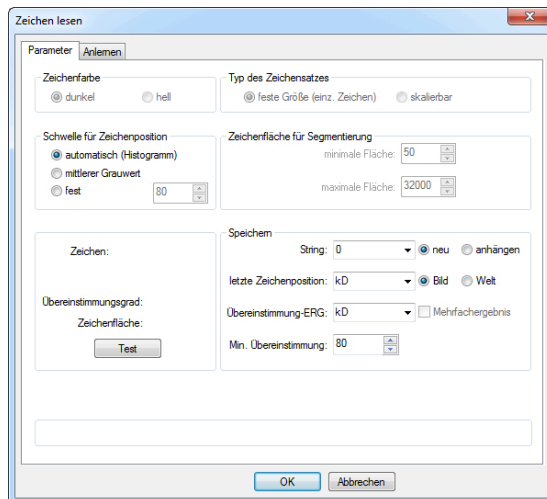 Zeichen lesen
x
Parameter Anlernen
Zeichenfarbe
dunkel hell
Typ des Zeichensatzes
feste Größe (einz. Zeichen) skalierbar
Schwelle für Zeichenposition
automatisch (Histogramm)
mittlerer Grauwert
fest 80
Zeichenfläche für Segmentierung
minimale Fläche: 50
maximale Fläche: 32000
Zeichen:
Übereinstimmungsgrad:
Zeichenfläche:
Test
Speichern
String: 0 neu anhängen
letzte Zeichenposition: kD Bild Welt
Übereinstimmung-ERG: kD Mehrfachergebnis
Min. Übereinstimmung: 80
OK Abbrechen